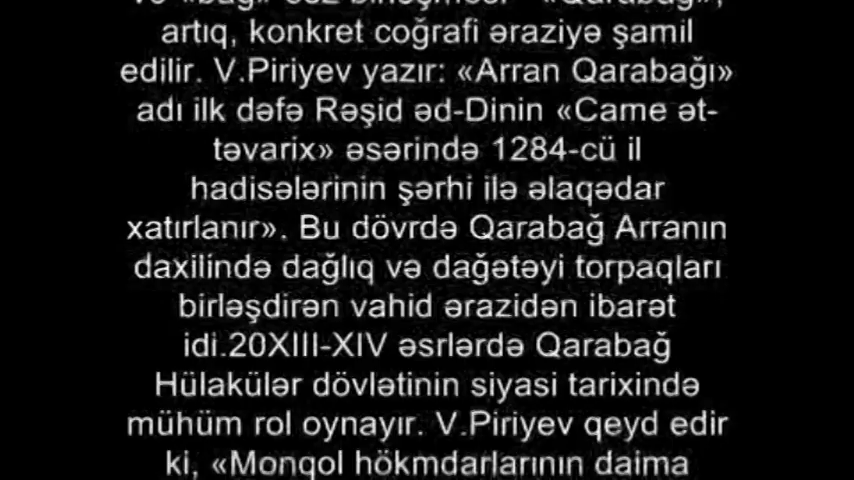 artıq, konkret coğrafi əraziyə şamil
edilir. V.Piriyev yazır: «Arran Qarabağı»
adı ilk dəfə Rəşid əd-Dinin «Came ət-
təvarix» əsərində 1284-cü il
hadisələrinin şərhi ilə əlaqədar
xatırlanır». Bu dövrdə Qarabağ Arranın
daxilində dağlıq və dağətəyi torpaqları
birləşdirən vahid ərazidən ibarət
idi.20XIII-XIV əsrlərdə Qarabağ
Hülakülər dövlətinin siyasi tarixində
mühüm rol oynayır. V.Piriyev qeyd edir
ki, «Monqol hökmdarlarının daima